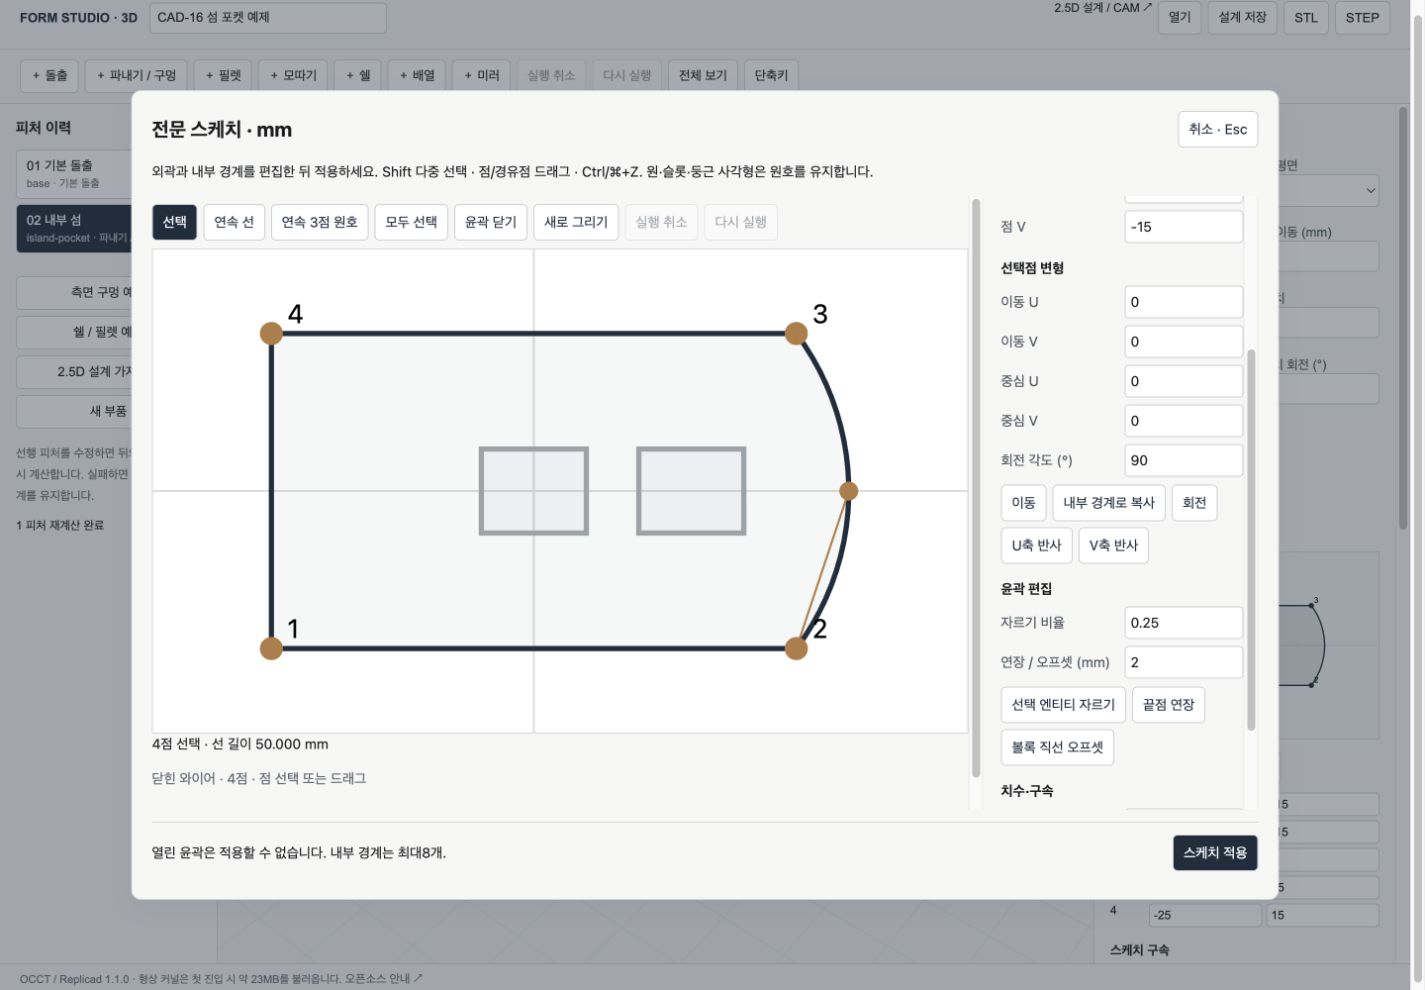 FORM STUDIO · 3D
CAD-16 섬 포켓 예제
2.5D 설계 / CAM ↗
열기
설계 저장
STL
STEP
+ 돌출
+ 파내기 / 구멍
+ 필렛
+ 모따기
+ 쉘
+ 배열
+ 미러
실행 취소
다시 실행
전체 보기
단축키
피처 이력
01 기본 돌출
base · 기본 돌출
02 내부 섬
island-pocket · 파내기
측면 구멍
쉘 / 필렛
2.5D 설계
새 부품
선행 피처를 수정하면
시 계산합니다. 실패하면
계를 유지합니다.
1 피처 재계산 완료
전문 스케치 · mm
취소 · Esc
외곽과 내부 경계를 편집한 뒤 적용하세요. Shift 다중 선택 · 점/경유점 드래그 · Ctrl/⌘+Z. 원·슬롯·둥근 사각형은 원호를 유지합니다.
선택
연속 선
연속 3점 원호
모두 선택
윤곽 닫기
새로 그리기
실행 취소
다시 실행
4
3
1
2
4점 선택 · 선 길이 50.000 mm
닫힌 와이어 · 4점 · 점 선택 또는 드래그
점 V
-15
선택점 변형
이동 U
0
이동 V
0
중심 U
0
중심 V
0
회전 각도 (°)
90
이동
내부 경계로 복사
회전
U축 반사
V축 반사
윤곽 편집
자르기 비율
0.25
연장 / 오프셋 (mm)
2
선택 엔티티 자르기
끝점 연장
볼록 직선 오프셋
치수·구속
열린 윤곽은 적용할 수 없습니다. 내부 경계는 최대8개.
스케치 적용
평면
이동 (mm)
회전 (°)
3
2
15
15
5
4
-25
15
스케치 구속
OCCT / Replicad 1.1.0 · 형상 커널은 첫 진입 시 약 23MB를 불러옵니다. 오픈소스 안내 ↗